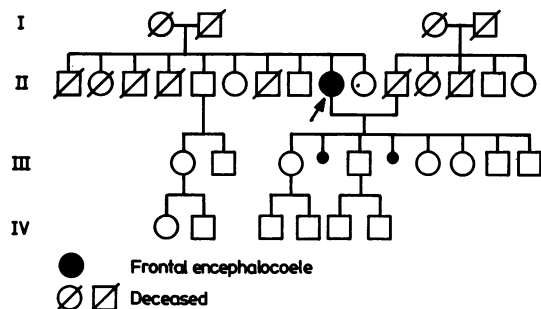 I
II
III
IV
Frontal encephalocoele
Deceased